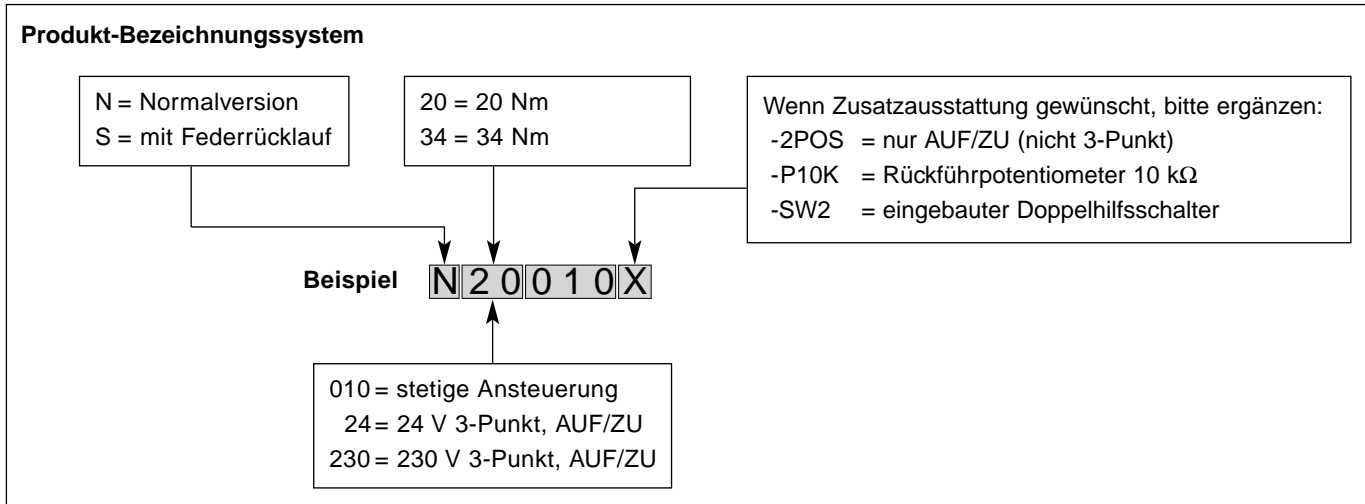 Produkt-Bezeichnungssystem
N = Normalversion
S = mit Federrücklauf
20 = 20 Nm
34 = 34 Nm
Wenn Zusatzausstattung gewünscht, bitte ergänzen:
-2POS = nur AUF/ZU (nicht 3-Punkt)
-P10K = Rückführpotentiometer 10 kΩ
-SW2 = eingebauter Doppelhilfsschalter
Beispiel N20010X
010 = stetige Ansteuerung
24 = 24 V 3-Punkt, AUF/ZU
230 = 230 V 3-Punkt, AUF/ZU